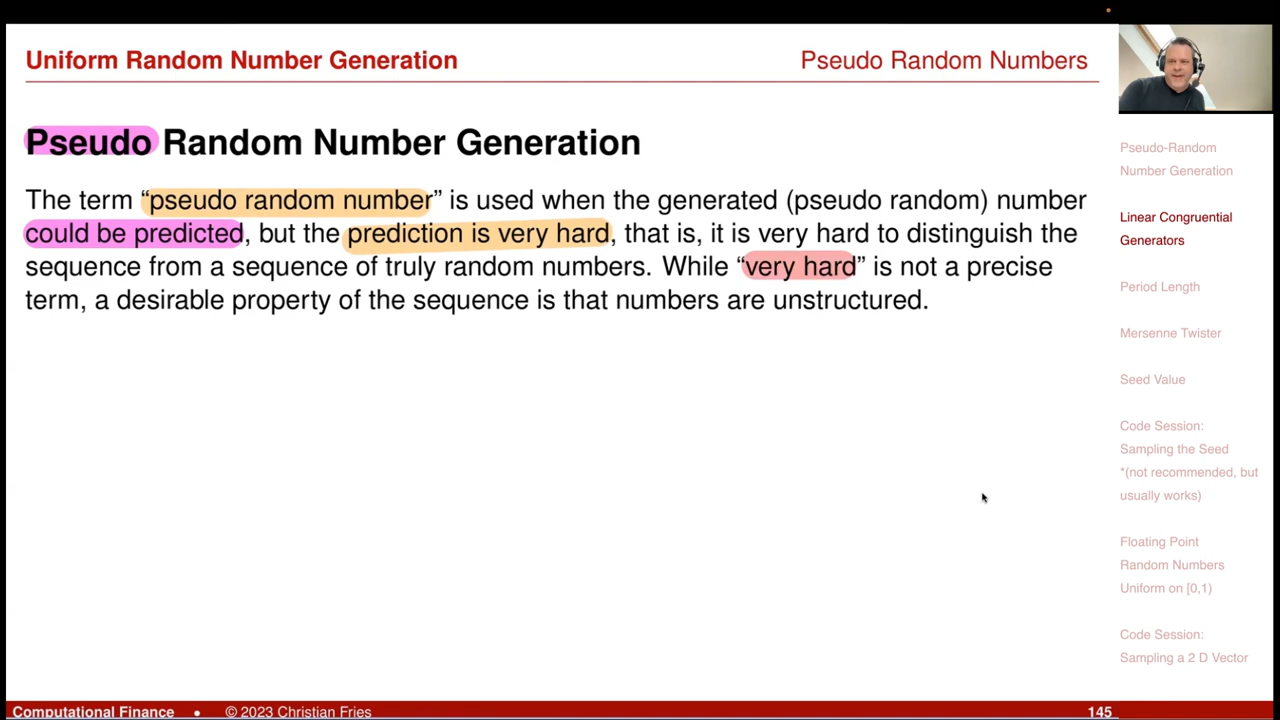 Uniform Random Number Generation
Pseudo Random Numbers
Pseudo Random Number Generation
The term “pseudo random number” is used when the generated (pseudo random) number
could be predicted, but the prediction is very hard, that is, it is very hard to distinguish the
sequence from a sequence of truly random numbers. While “very hard” is not a precise
term, a desirable property of the sequence is that numbers are unstructured.
Pseudo-Random
Number Generation
Linear Congruential
Generators
Period Length
Mersenne Twister
Seed Value
Code Session:
Sampling the Seed
*(not recommended, but
usually works)
Floating Point
Random Numbers
Uniform on [0,1)
Code Session:
Sampling a 2 D Vector
Computational Finance • © 2023 Christian Fries
145